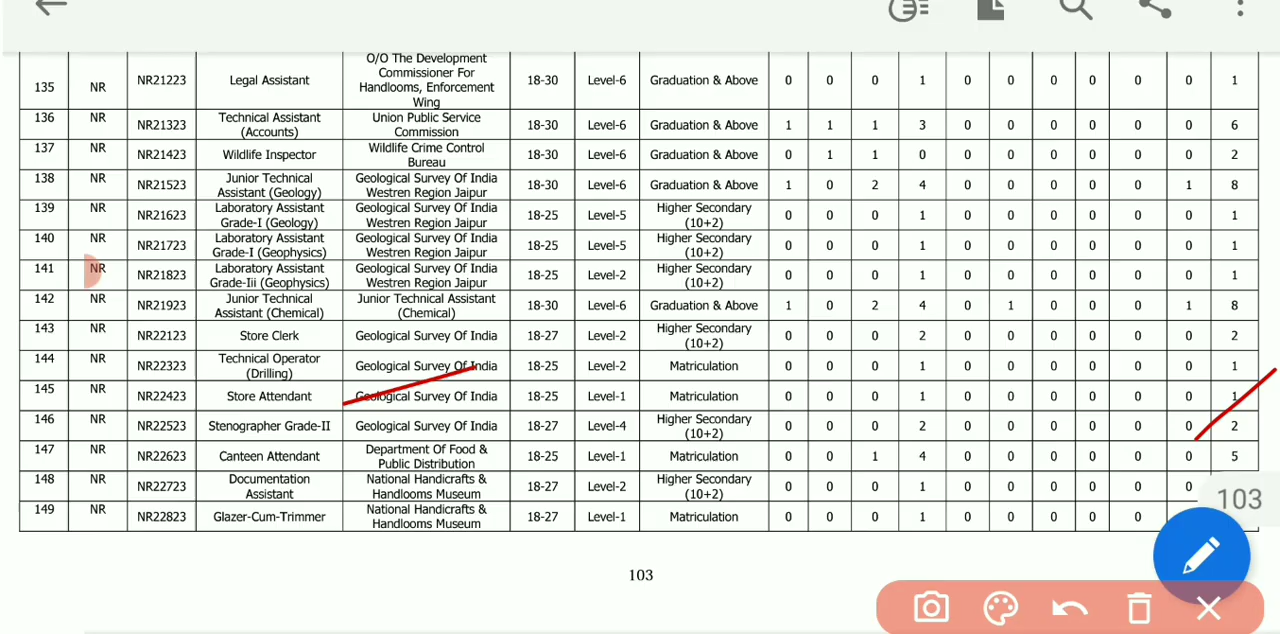 135 NR NR21223 Legal Assistant O/O The Development Commissioner For Handlooms, Enforcement Wing 18-30 Level-6 Graduation & Above 0 0 0 1 0 0 0 0 0 1
136 NR NR21323 Technical Assistant (Accounts) Union Public Service Commission 18-30 Level-6 Graduation & Above 1 1 1 3 0 0 0 0 0 6
137 NR NR21423 Wildlife Inspector Wildlife Crime Control Bureau 18-30 Level-6 Graduation & Above 0 1 1 0 0 0 0 0 0 2
138 NR NR21523 Junior Technical Assistant (Geology) Geological Survey Of India Westren Region Jaipur 18-30 Level-6 Graduation & Above 1 0 2 4 0 0 0 0 1 8
139 NR NR21623 Laboratory Assistant Grade-I (Geology) Geological Survey Of India Westren Region Jaipur 18-25 Level-5 Higher Secondary (10+2) 0 0 0 1 0 0 0 0 0 1
140 NR NR21723 Laboratory Assistant Grade-I (Geophysics) Geological Survey Of India Westren Region Jaipur 18-25 Level-5 Higher Secondary (10+2) 0 0 0 1 0 0 0 0 0 1
141 NR NR21823 Laboratory Assistant Grade-Iii (Geophysics) Geological Survey Of India Westren Region Jaipur 18-25 Level-2 Higher Secondary (10+2) 0 0 0 1 0 0 0 0 0 1
142 NR NR21923 Junior Technical Assistant (Chemical) Junior Technical Assistant (Chemical) 18-30 Level-6 Graduation & Above 1 0 2 4 0 1 0 0 1 8
143 NR NR22123 Store Clerk Geological Survey Of India 18-27 Level-2 Higher Secondary (10+2) 0 0 0 2 0 0 0 0 0 2
144 NR NR22323 Technical Operator (Drilling) Geological Survey Of India 18-25 Level-2 Matriculation 0 0 0 1 0 0 0 0 0 1
145 NR NR22423 Store Attendant Geological Survey Of India 18-25 Level-1 Matriculation 0 0 0 1 0 0 0 0 0 1
146 NR NR22523 Stenographer Grade-II Geological Survey Of India 18-27 Level-4 Higher Secondary (10+2) 0 0 0 2 0 0 0 0 0 2
147 NR NR22623 Canteen Attendant Department Of Food & Public Distribution 18-25 Level-1 Matriculation 0 0 1 4 0 0 0 0 0 5
148 NR NR22723 Documentation Assistant National Handicrafts & Handlooms Museum 18-27 Level-2 Higher Secondary (10+2) 0 0 0 1 0 0 0 0 0
149 NR NR22823 Glazer-Cum-Trimmer National Handicrafts & Handlooms Museum 18-27 Level-1 Matriculation 0 0 0 1 0 0 0 0
103
103